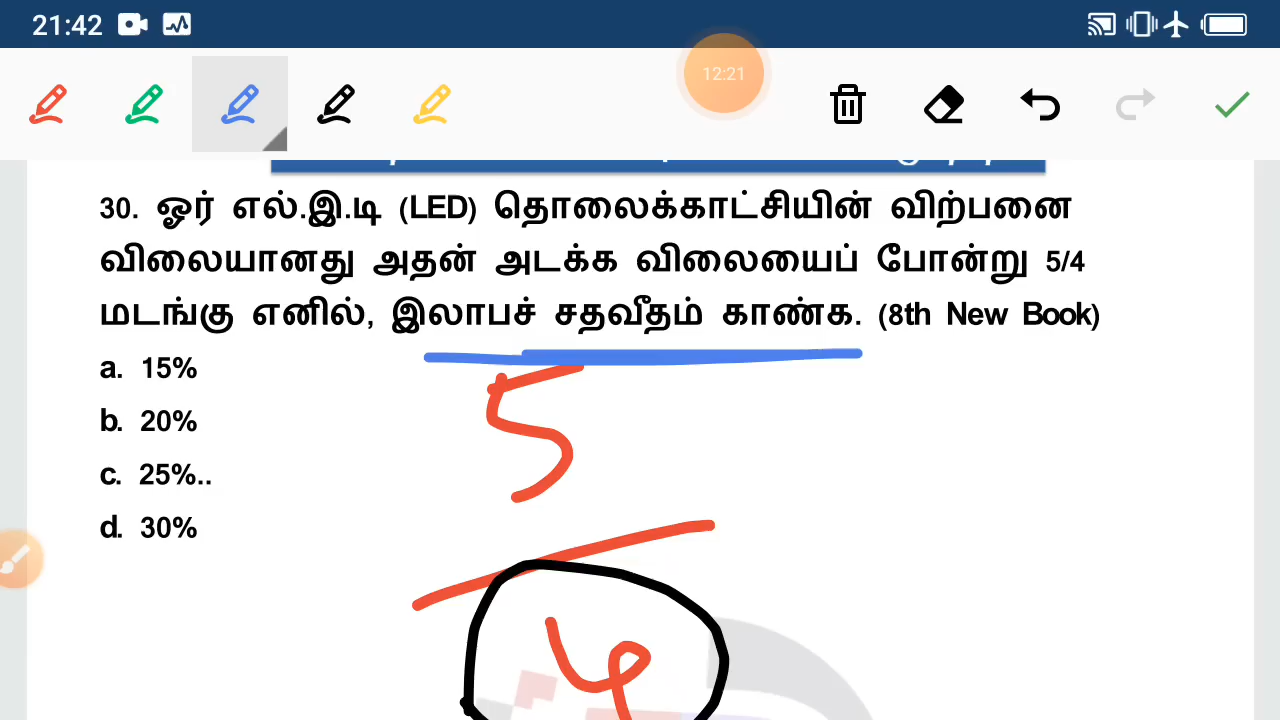 21:42
12:21
30. ஓர் எல்.இ.டி (LED) தொலைக்காட்சியின் விற்பனை
விலையானது அதன் அடக்க விலையைப் போன்று 5/4
மடங்கு எனில், இலாபச் சதவீதம் காண்க. (8th New Book)
a. 15%
b. 20%
c. 25%..
d. 30%
5
4